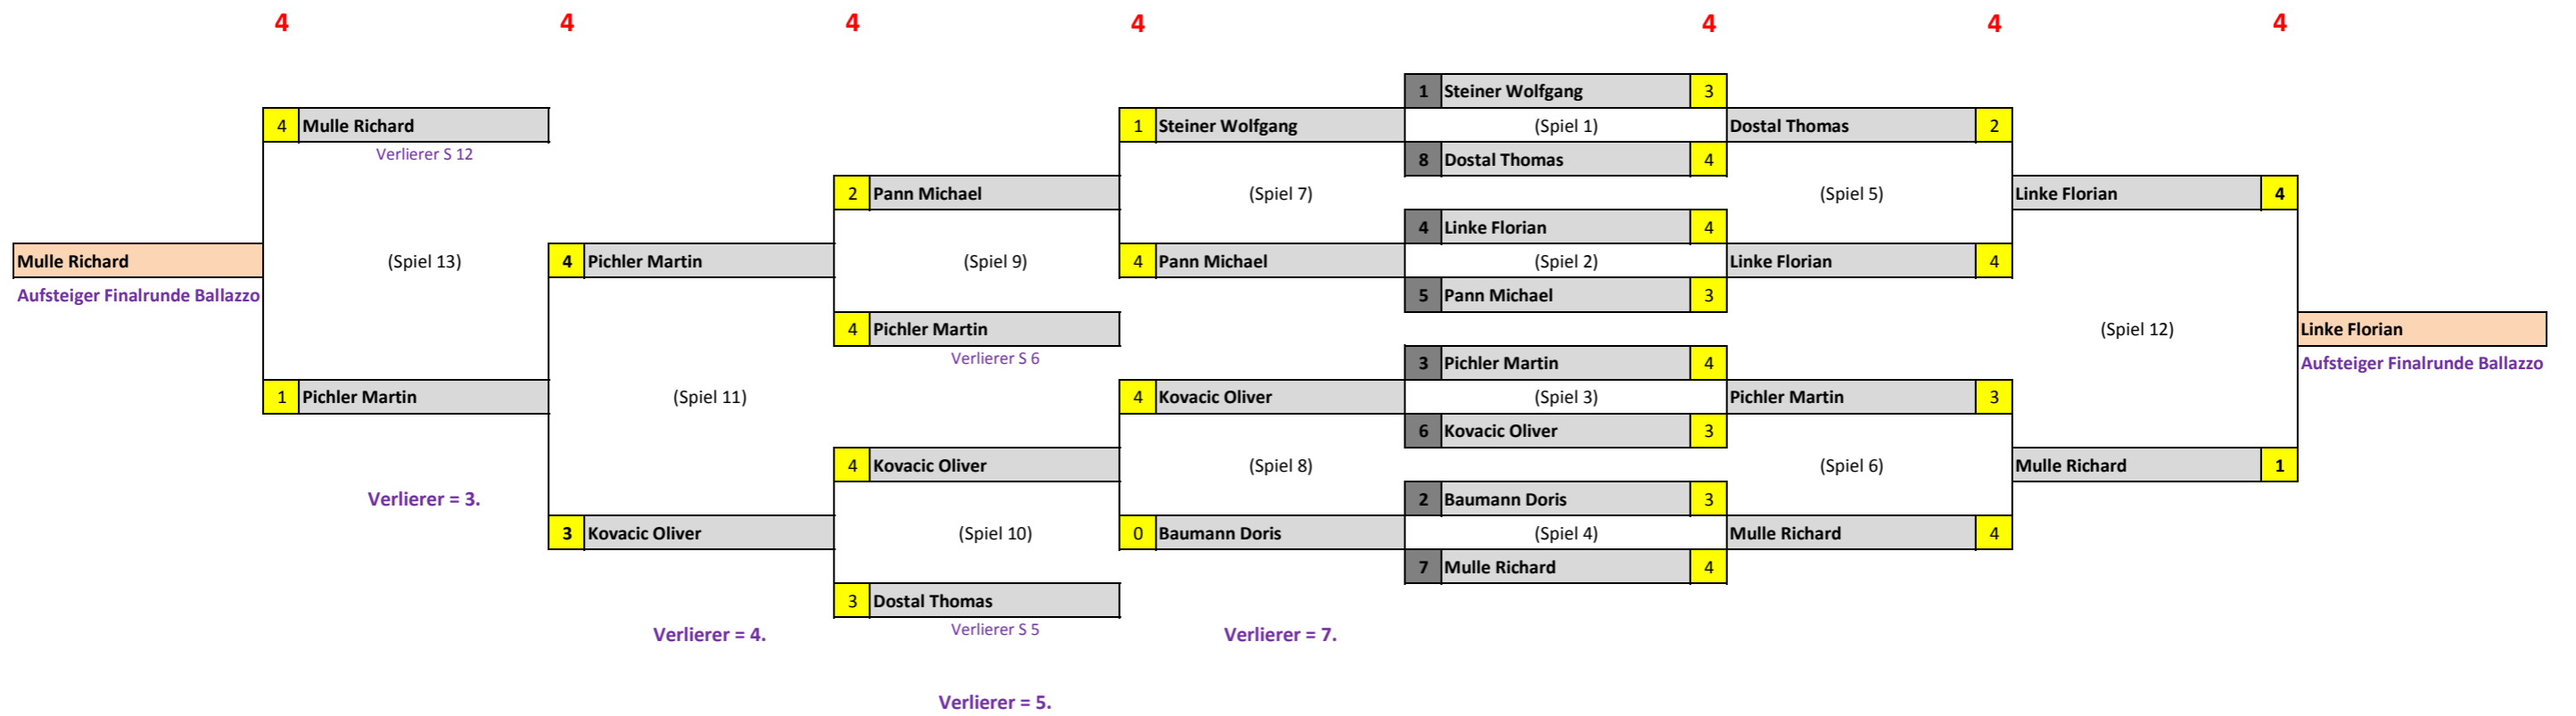 4 4 4 4 4 4 4
1 Steiner Wolfgang 3
4 Mulle Richard 1 Steiner Wolfgang (Spiel 1) Dostal Thomas 2
Verlierer S 12 8 Dostal Thomas 4
2 Pann Michael (Spiel 7) (Spiel 5) Linke Florian 4
4 Linke Florian 4
Mulle Richard (Spiel 13) 4 Pichler Martin (Spiel 9) 4 Pann Michael (Spiel 2) Linke Florian 4
Aufsteiger Finalrunde Ballazzo 5 Pann Michael 3
4 Pichler Martin (Spiel 12) Linke Florian
Verlierer S 6 3 Pichler Martin 4 Aufsteiger Finalrunde Ballazzo
1 Pichler Martin (Spiel 11) 4 Kovacic Oliver (Spiel 3) Pichler Martin 3
6 Kovacic Oliver 3
4 Kovacic Oliver (Spiel 8) (Spiel 6) Mulle Richard 1
Verlierer = 3. 2 Baumann Doris 3
3 Kovacic Oliver (Spiel 10) 0 Baumann Doris (Spiel 4) Mulle Richard 4
7 Mulle Richard 4
3 Dostal Thomas
Verlierer = 4. Verlierer S 5 Verlierer = 7.
Verlierer = 5.